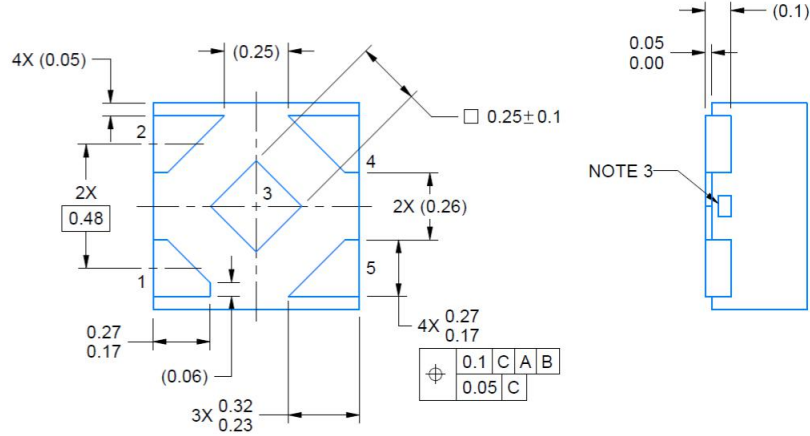 (0.25)
4X (0.05)
□ 0.25±0.1
2
4
3
2X
0.48
2X (0.26)
1
5
0.27
0.17
(0.06)
3X 0.32
0.23
4X 0.27
0.17
⌖ 0.1 C A B
0.05 C
(0.1)
0.05
0.00
NOTE 3